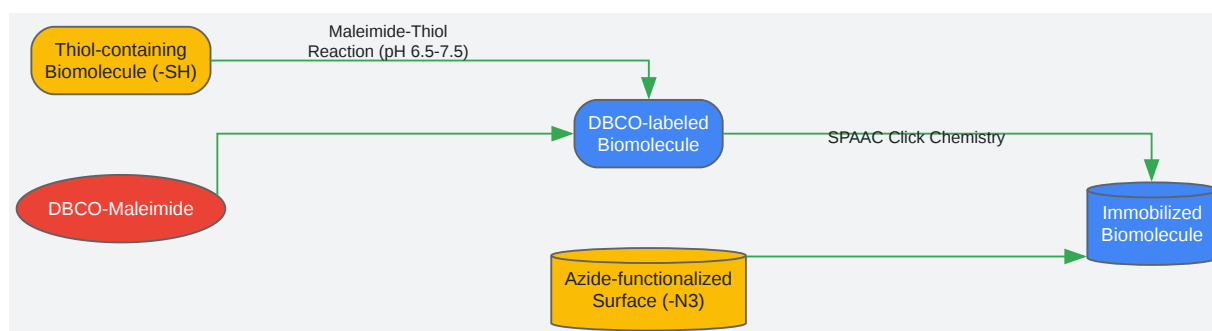 Thiol-containing
Biomolecule (-SH)
Maleimide-Thiol
Reaction (pH 6.5-7.5)
DBCO-labeled
Biomolecule
SPAAC Click Chemistry
DBCO-Maleimide
Immobilized
Biomolecule
Azide-functionalized
Surface (-N3)